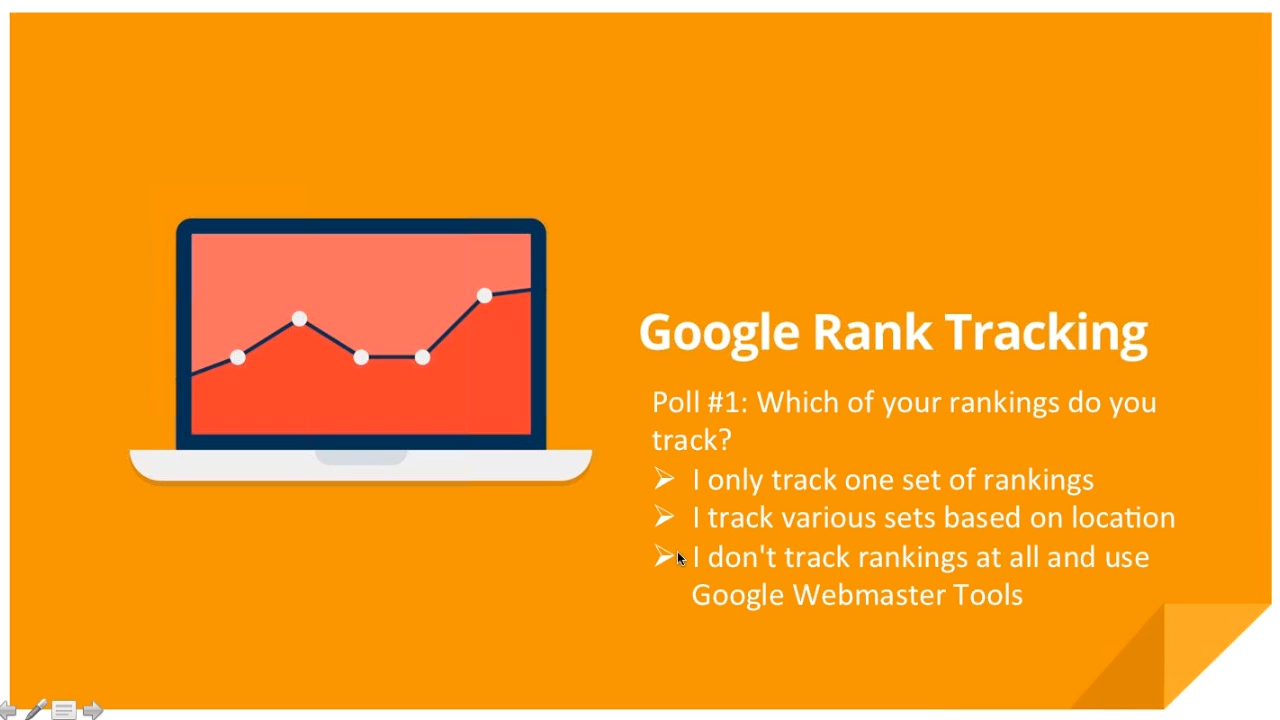 Google Rank Tracking
Poll #1: Which of your rankings do you
track?
➢ I only track one set of rankings
➢ I track various sets based on location
➢ I don't track rankings at all and use
Google Webmaster Tools